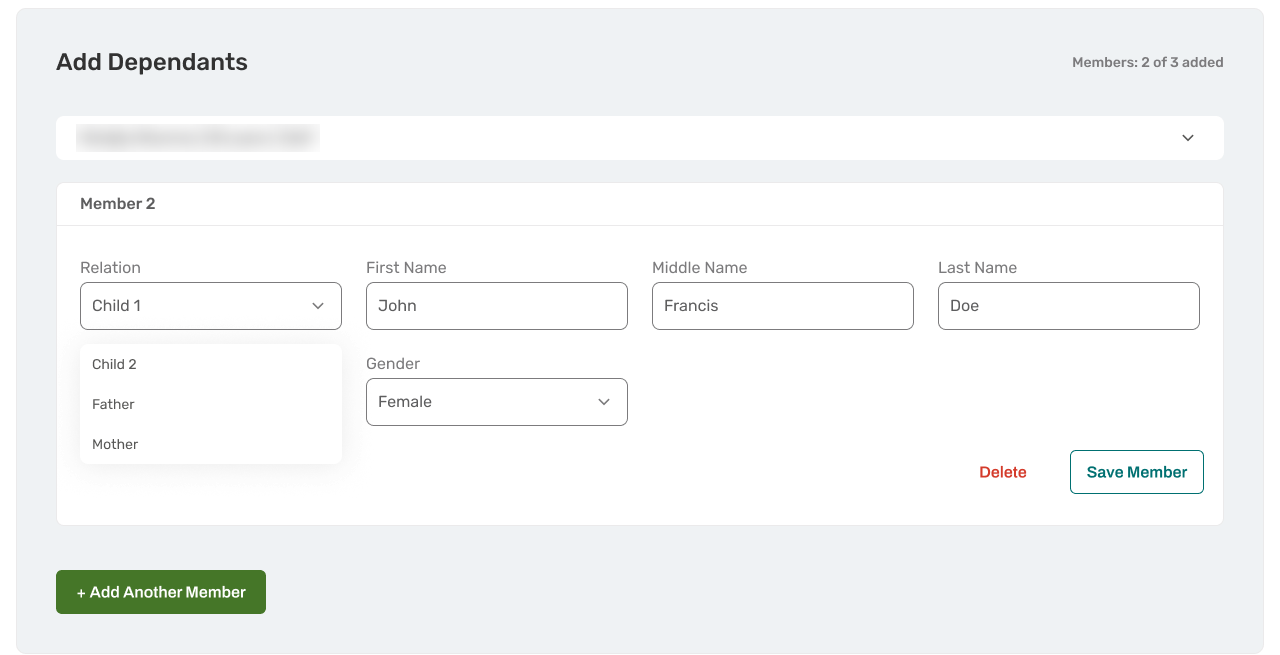 Add Dependants
Members: 2 of 3 added
Member 2
Relation
First Name
Middle Name
Last Name
Child 1
John
Francis
Doe
Child 2
Father
Mother
Gender
Female
Delete
Save Member
+ Add Another Member